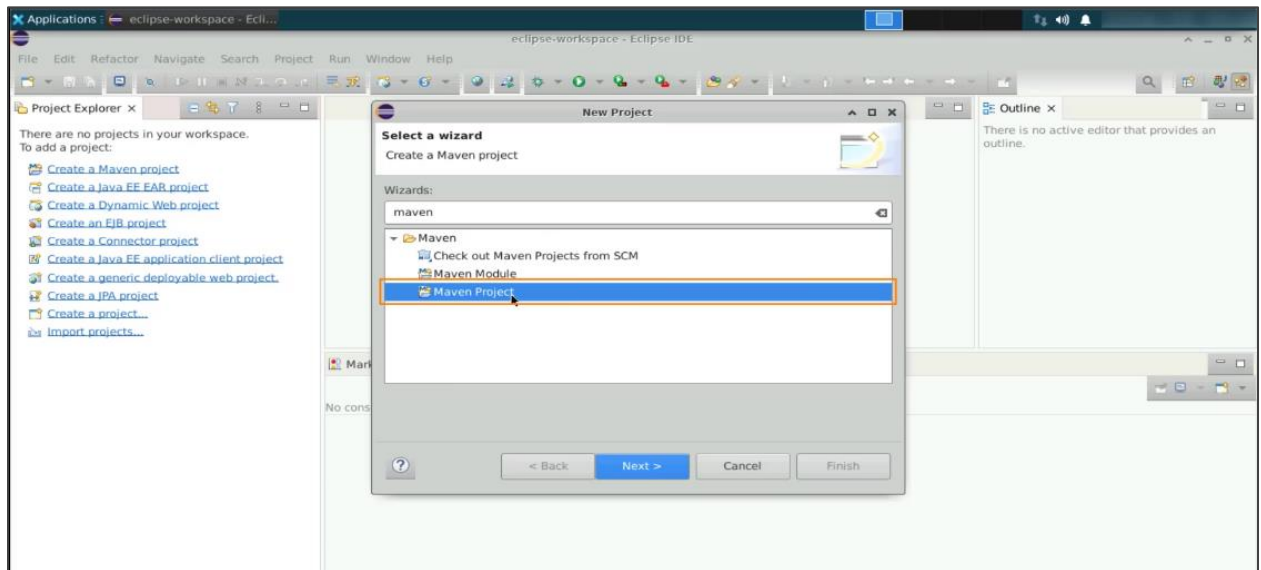 Applications eclipse-workspace - Ecli...
eclipse-workspace - Eclipse IDE
File Edit Refactor Navigate Search Project Run Window Help
Project Explorer
There are no projects in your workspace.
To add a project:
Create a Maven project
Create a Java EE EAR project
Create a Dynamic Web project
Create an EJB project
Create a Connector project
Create a Java EE application client project
Create a generic deployable web project.
Create a JPA project
Create a project...
Import projects...
New Project
Select a wizard
Create a Maven project
Wizards:
maven
Maven
Check out Maven Projects from SCM
Maven Module
Maven Project
? < Back Next > Cancel Finish
Mark
No cons
Outline
There is no active editor that provides an
outline.